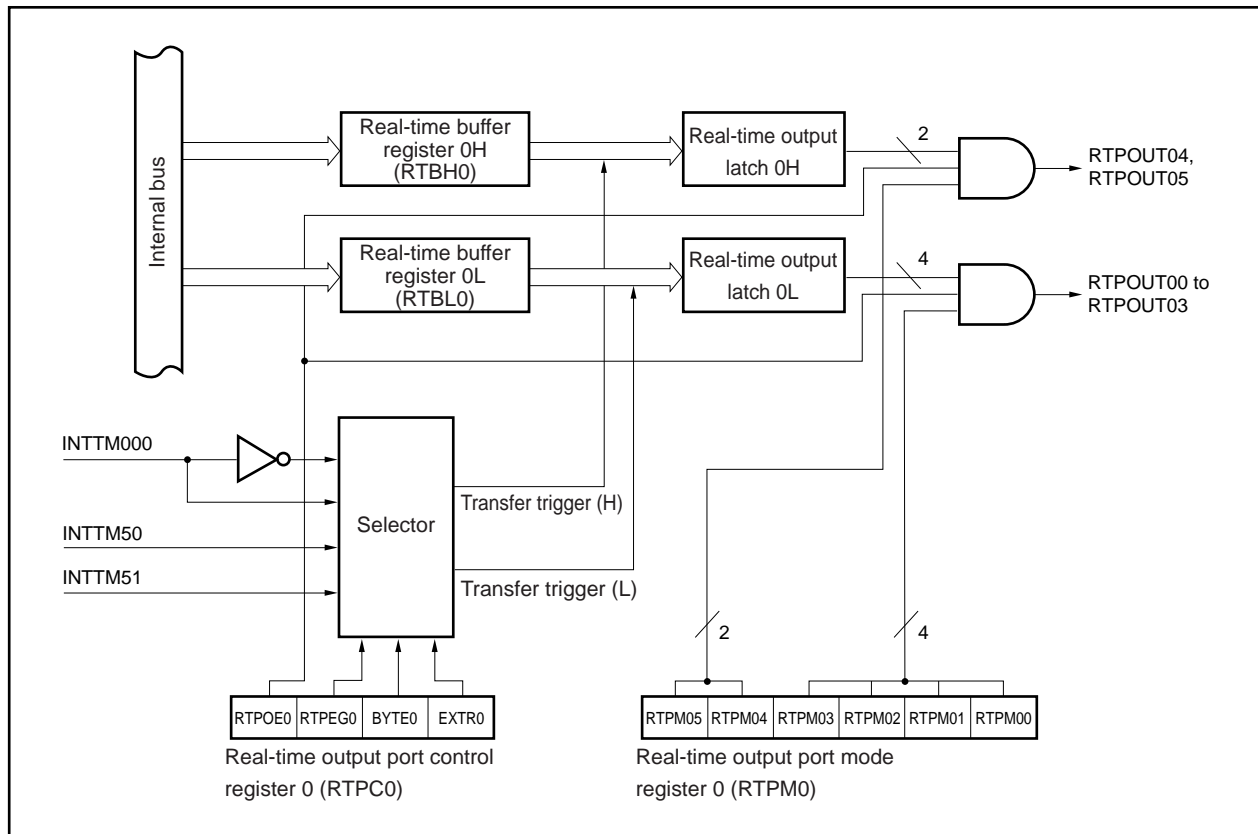 Internal bus
Real-time buffer
register 0H
(RTBH0)
Real-time output
latch 0H
2
RTPOUT04,
RTPOUT05
Real-time buffer
register 0L
(RTBL0)
Real-time output
latch 0L
4
RTPOUT00 to
RTPOUT03
INTTM000
INTTM50
INTTM51
Selector
Transfer trigger (H)
Transfer trigger (L)
2
4
RTPOE0 RTPEG0 BYTE0 EXTR0
Real-time output port control
register 0 (RTPC0)
RTPM05 RTPM04 RTPM03 RTPM02 RTPM01 RTPM00
Real-time output port mode
register 0 (RTPM0)